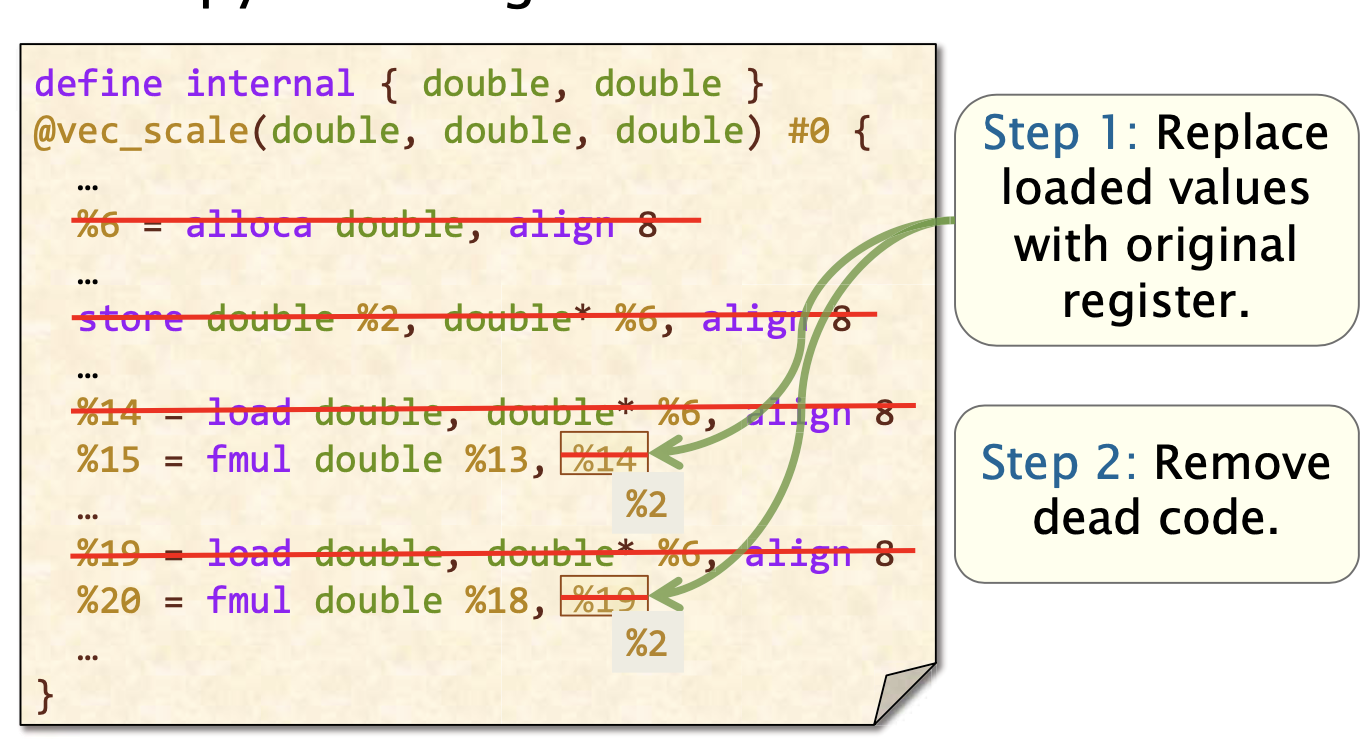 define internal { double, double }
@vec_scale(double, double, double) #0 {
…
%6 = alloca double, align 8
…
store double %2, double* %6, align 8
…
%14 = load double, double* %6, align 8
%15 = fmul double %13, %14
%2
…
%19 = load double, double* %6, align 8
%20 = fmul double %18, %19
%2
…
}
Step 1: Replace
loaded values
with original
register.
Step 2: Remove
dead code.